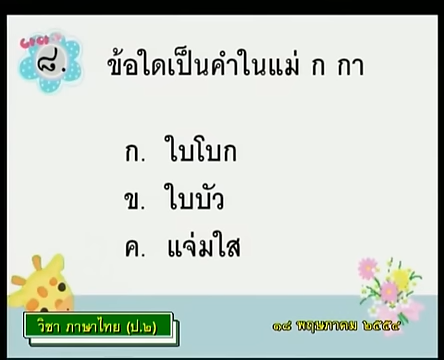 ๘.
ข้อใดเป็นคำในแม่ ก กา
ก. ใบโบก
ข. ใบบัว
ค. แจ่มใส
วิชา ภาษาไทย (ป.๒)
๑๘ พฤษภาคม ๒๕๕๔